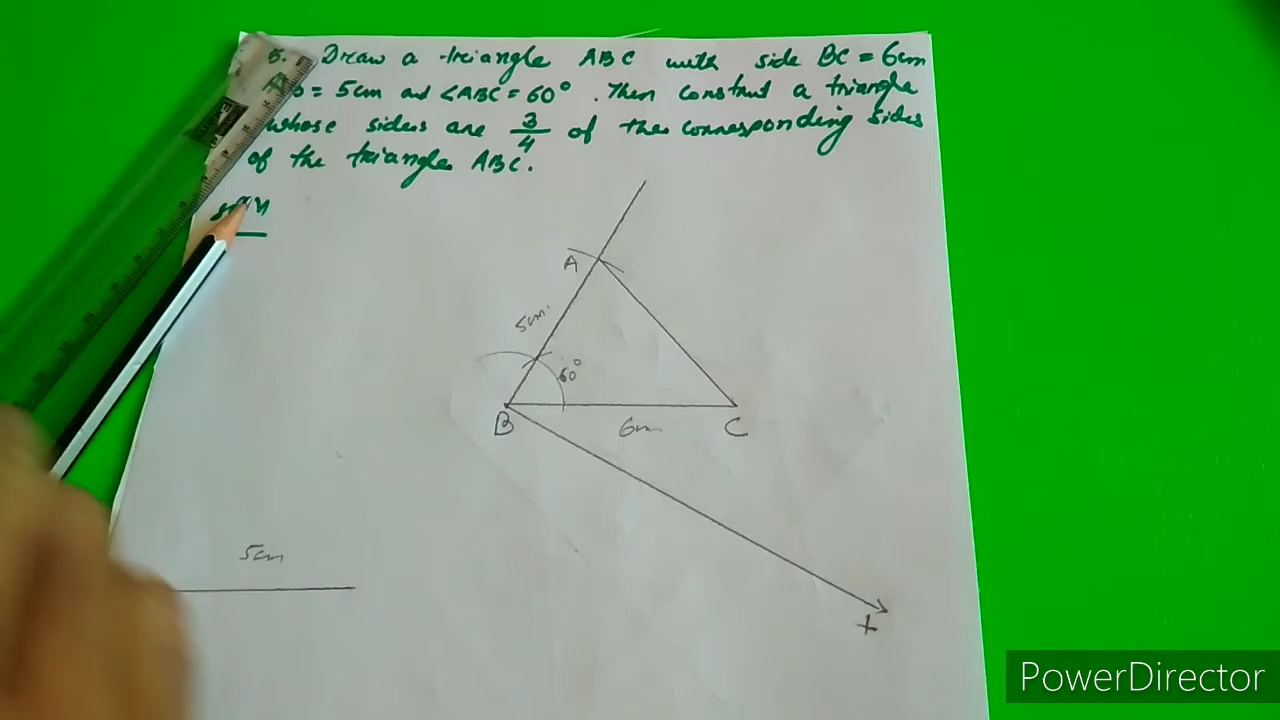 5. Draw a triangle ABC with side BC = 6cm
= 5cm and ∠ABC = 60° . Then construct a triangle
whose sides are 3/4 of the corresponding sides
of the triangle ABC.
A
5cm
60°
B
6cm
C
5cm
PowerDirector